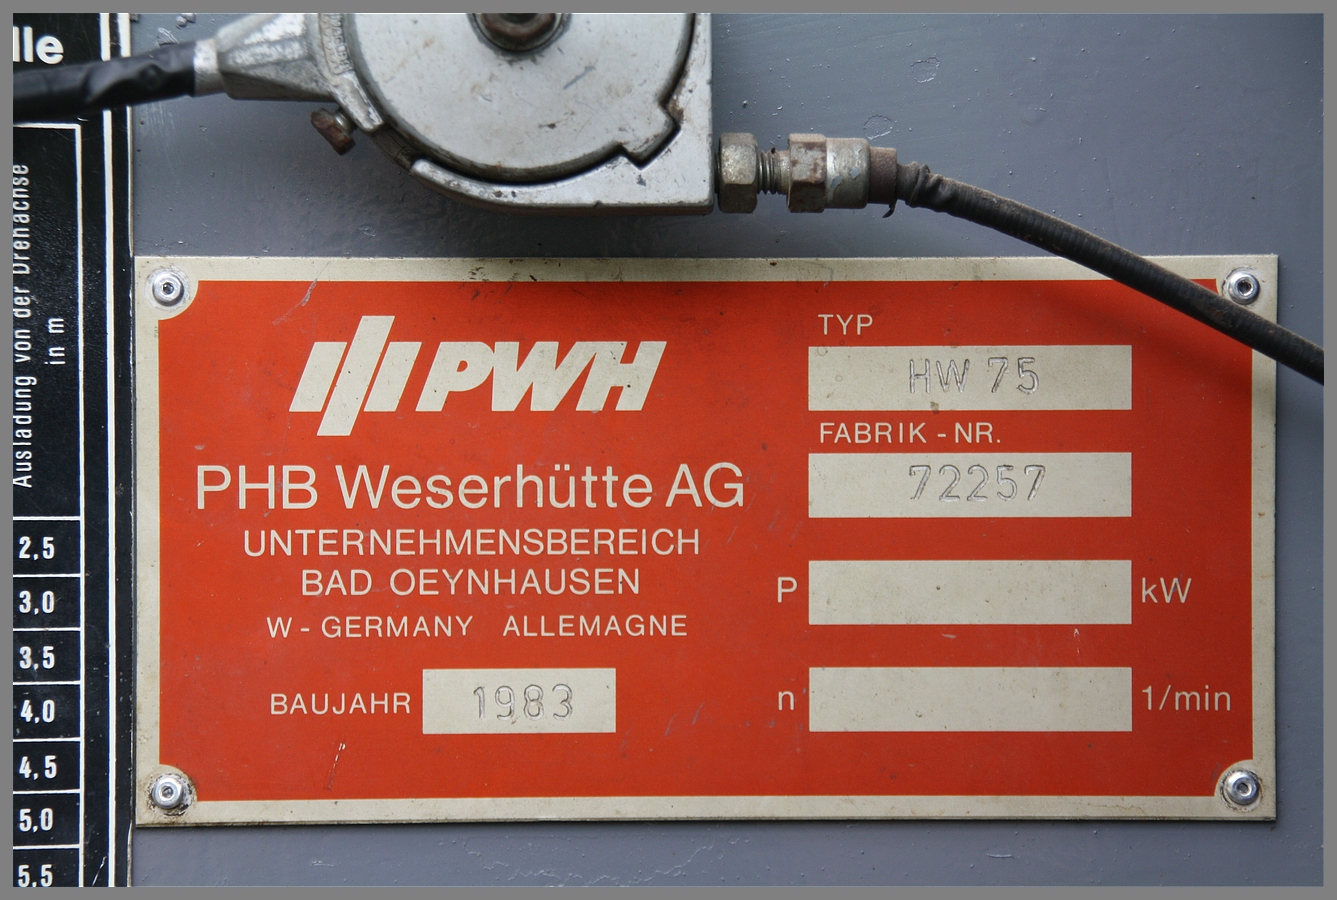 lle
Ausladung von der Drehachse
in m
2,5
3,0
3,5
4,0
4,5
5,0
5,5
PWH
PHB Weserhütte AG
UNTERNEHMENSBEREICH
BAD OEYNHAUSEN
W - GERMANY ALLEMAGNE
BAUJAHR 1983
TYP
HW 75
FABRIK - NR.
72257
P kW
n 1/min